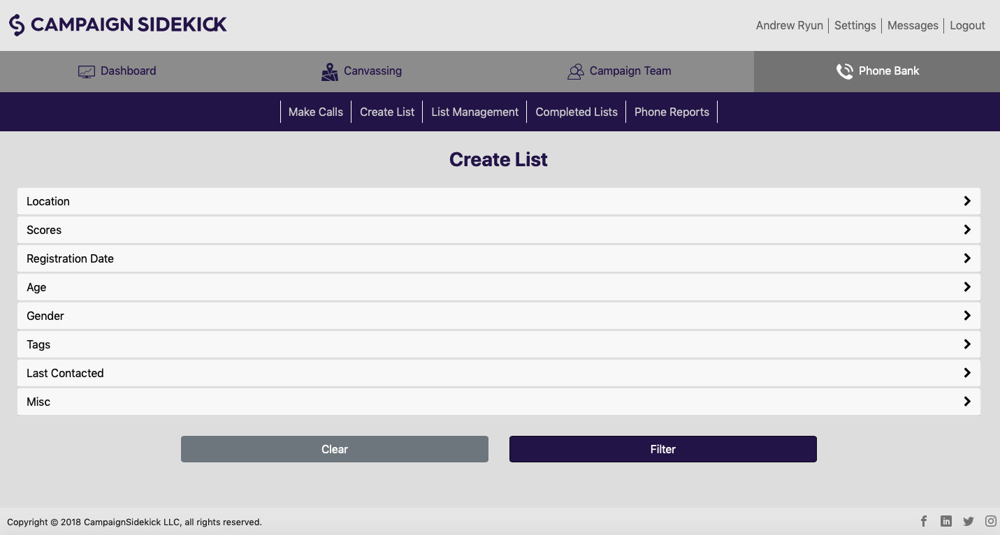 CAMPAIGN SIDEKICK
Andrew Ryun Settings Messages Logout
Dashboard Canvassing Campaign Team Phone Bank
Make Calls Create List List Management Completed Lists Phone Reports
Create List
Location
Scores
Registration Date
Age
Gender
Tags
Last Contacted
Misc
Clear Filter
Copyright © 2018 CampaignSidekick LLC, all rights reserved.